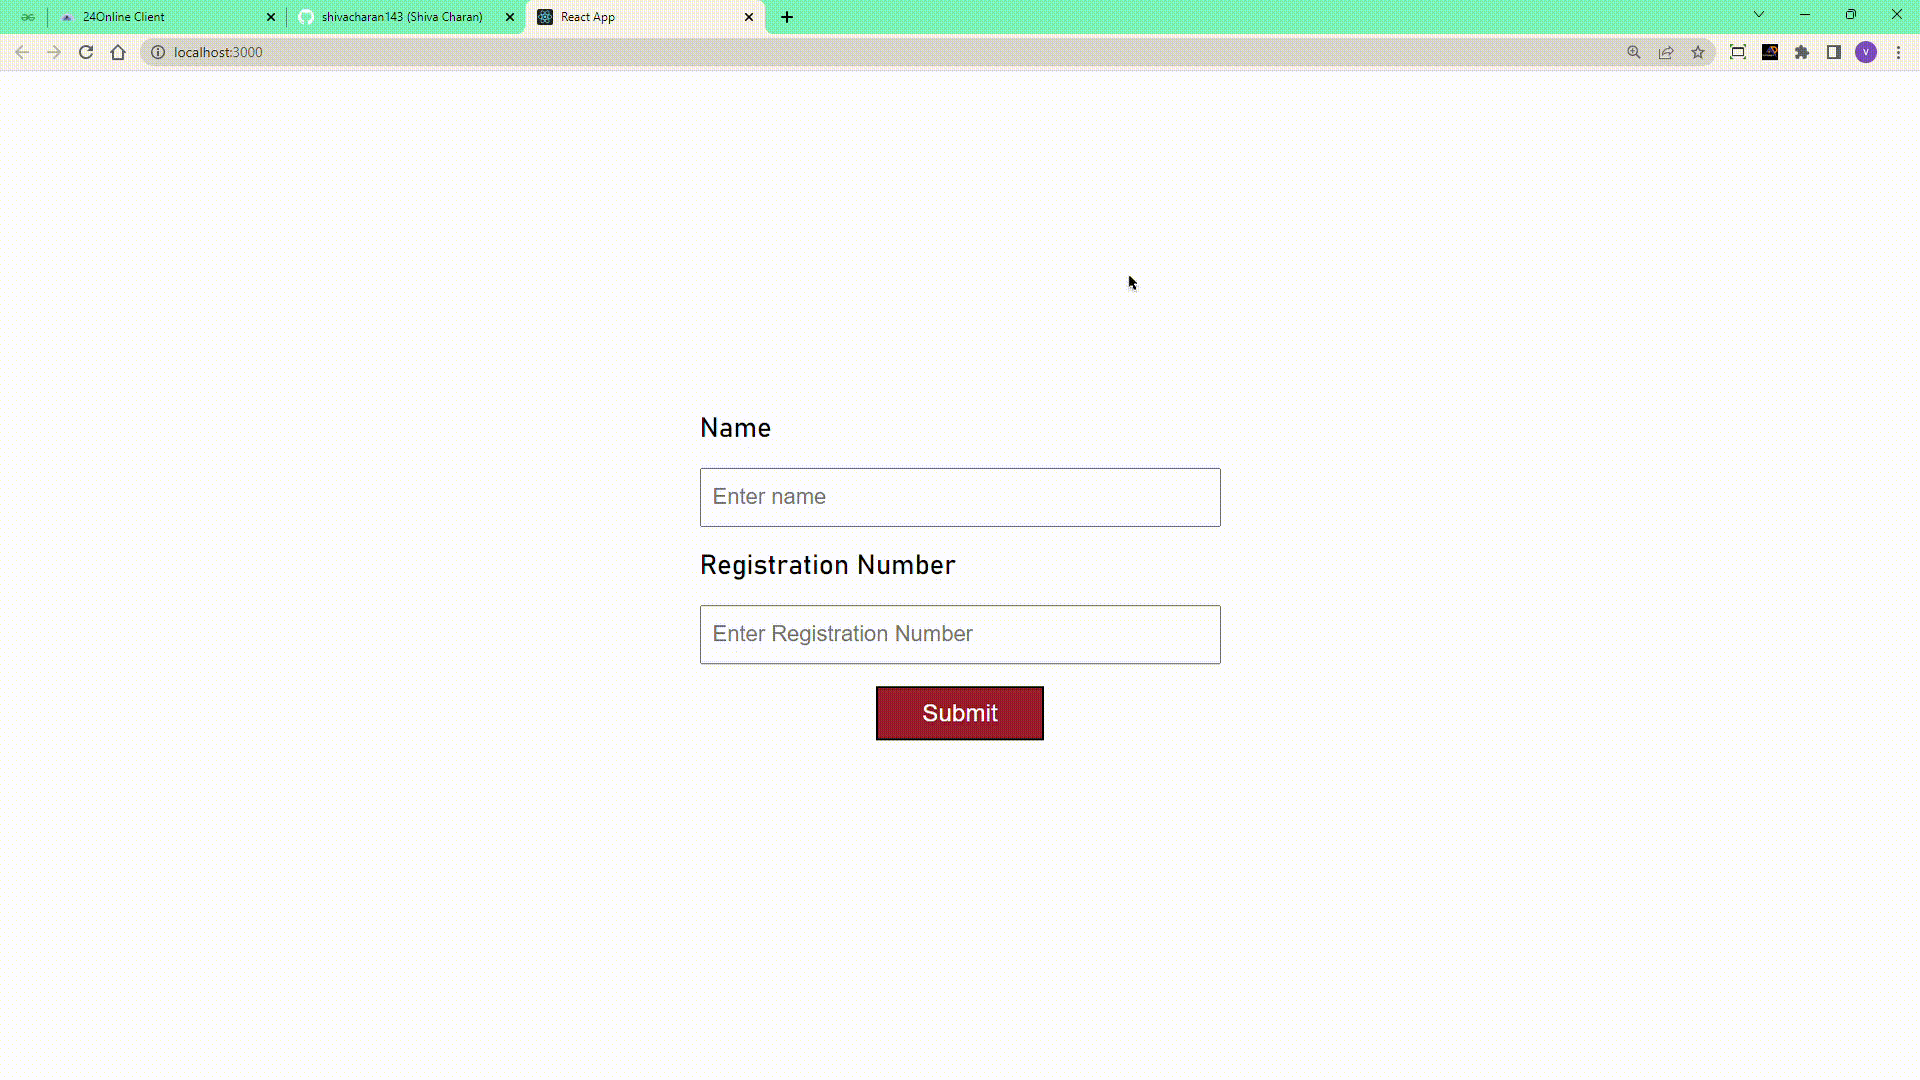 24Online Client
shivacharan143 (Shiva Charan)
React App
localhost:3000
V
Name
Enter name
Registration Number
Enter Registration Number
Submit